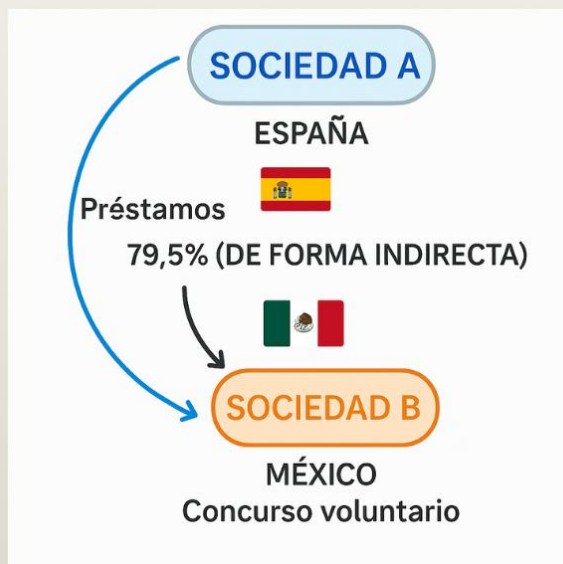 SOCIEDAD A
ESPAÑA
Préstamos
79,5% (DE FORMA INDIRECTA)
SOCIEDAD B
MÉXICO
Concurso voluntario